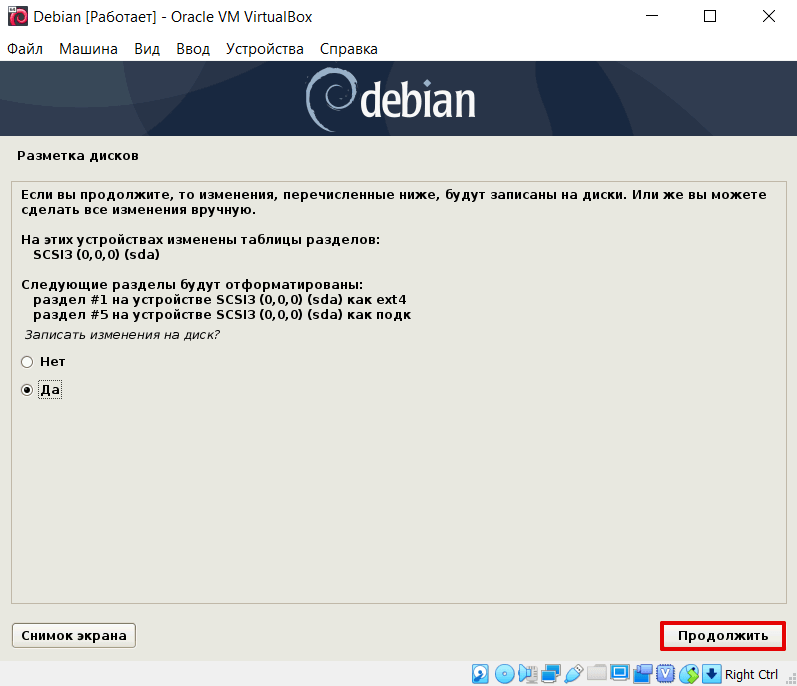 Debian [Работает] - Oracle VM VirtualBox
Файл Машина Вид Ввод Устройства Справка
debian
Разметка дисков
Если вы продолжите, то изменения, перечисленные ниже, будут записаны на диски. Или же вы можете
сделать все изменения вручную.
На этих устройствах изменены таблицы разделов:
SCSI3 (0,0,0) (sda)
Следующие разделы будут отформатированы:
раздел #1 на устройстве SCSI3 (0,0,0) (sda) как ext4
раздел #5 на устройстве SCSI3 (0,0,0) (sda) как подк
Записать изменения на диск?
Нет
Да
Снимок экрана Продолжить
Right Ctrl